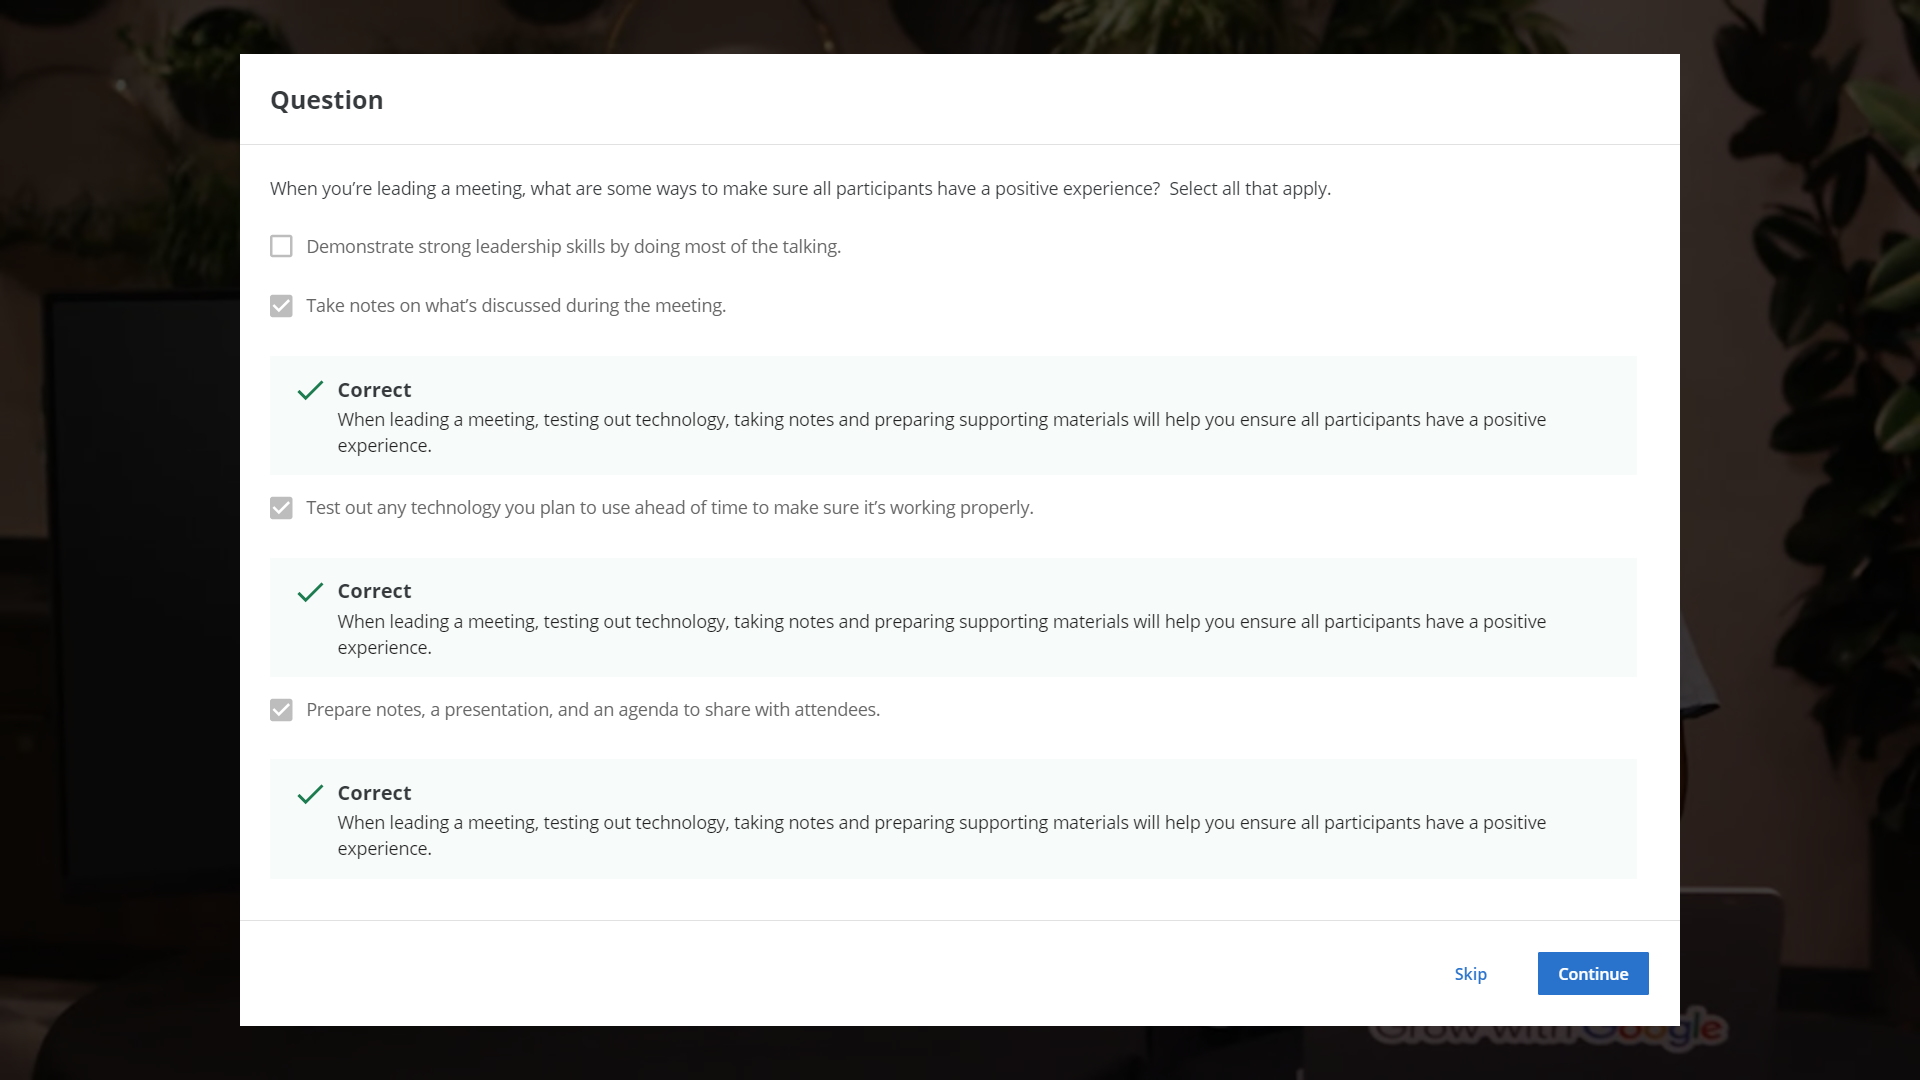 Question
When you’re leading a meeting, what are some ways to make sure all participants have a positive experience?  Select all that apply.
Demonstrate strong leadership skills by doing most of the talking.
Take notes on what’s discussed during the meeting.
Correct
When leading a meeting, testing out technology, taking notes and preparing supporting materials will help you ensure all participants have a positive
experience.
Test out any technology you plan to use ahead of time to make sure it’s working properly.
Correct
When leading a meeting, testing out technology, taking notes and preparing supporting materials will help you ensure all participants have a positive
experience.
Prepare notes, a presentation, and an agenda to share with attendees.
Correct
When leading a meeting, testing out technology, taking notes and preparing supporting materials will help you ensure all participants have a positive
experience.
Skip
Continue
Grow with Google